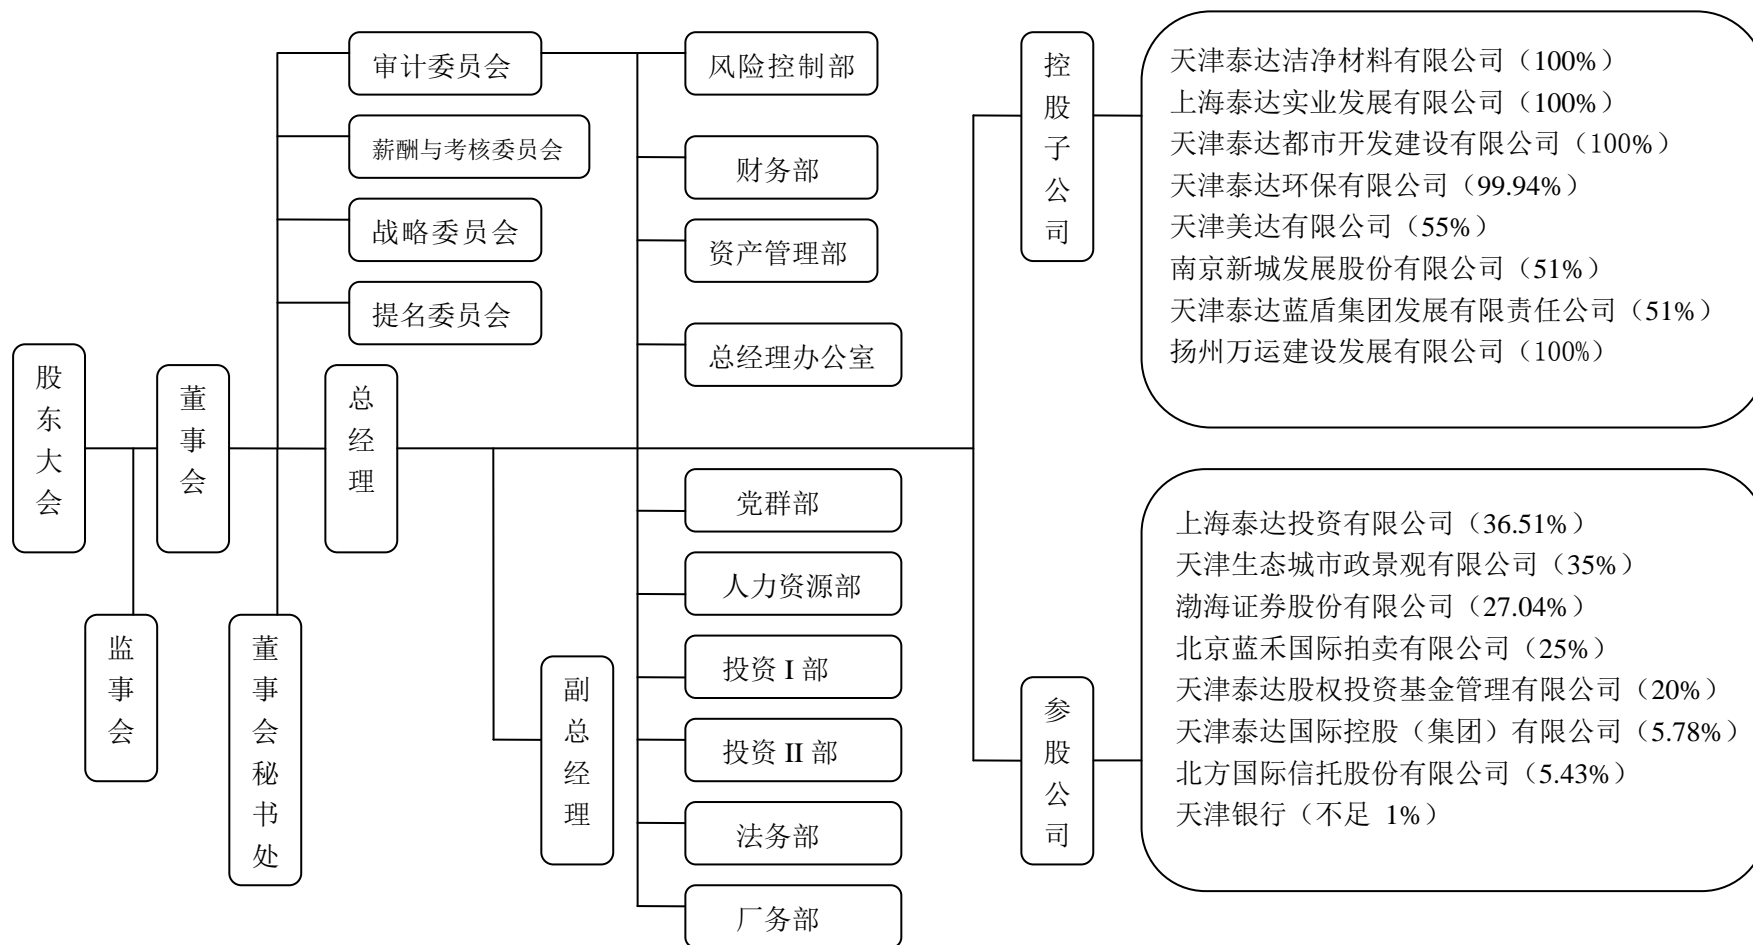 审计委员会
薪酬与考核委员会
战略委员会
提名委员会
股东大会
董事会
总经理
监事会
董事会秘书处
副总经理
风险控制部
财务部
资产管理部
总经理办公室
党群部
人力资源部
投资 I 部
投资 II 部
法务部
厂务部
控股子公司
天津泰达洁净材料有限公司（100%）
上海泰达实业发展有限公司（100%）
天津泰达都市开发建设有限公司（100%）
天津泰达环保有限公司（99.94%）
天津美达有限公司（55%）
南京新城发展股份有限公司（51%）
天津泰达蓝盾集团发展有限责任公司（51%）
扬州万运建设发展有限公司（100%）
参股公司
上海泰达投资有限公司（36.51%）
天津生态城市政景观有限公司（35%）
渤海证券股份有限公司（27.04%）
北京蓝禾国际拍卖有限公司（25%）
天津泰达股权投资基金管理有限公司（20%）
天津泰达国际控股（集团）有限公司（5.78%）
北方国际信托股份有限公司（5.43%）
天津银行（不足 1%）